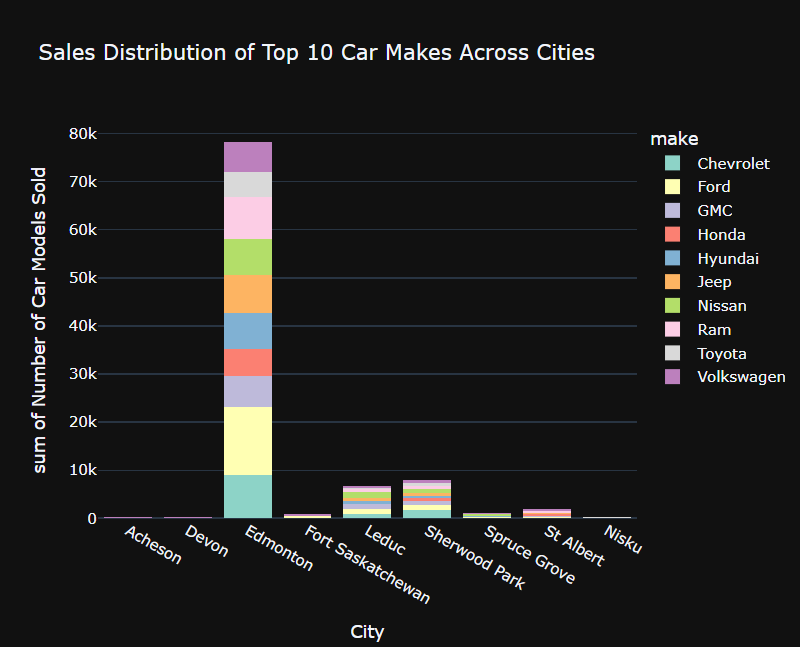 Sales Distribution of Top 10 Car Makes Across Cities
sum of Number of Car Models Sold
80k
70k
60k
50k
40k
30k
20k
10k
0
Acheson
Devon
Edmonton
Fort Saskatchewan
Leduc
Sherwood Park
Spruce Grove
St Albert
Nisku
City
make
Chevrolet
Ford
GMC
Honda
Hyundai
Jeep
Nissan
Ram
Toyota
Volkswagen